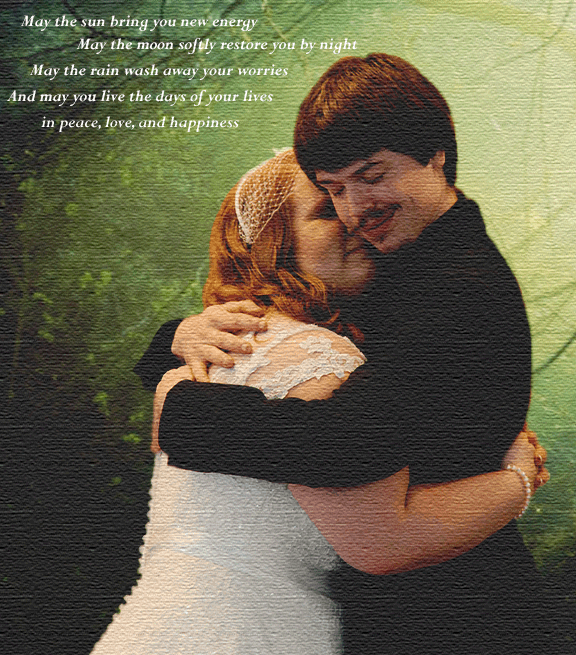 May the sun bring you new energy
May the moon softly restore you by night
May the rain wash away your worries
And may you live the days of your lives
in peace, love, and happiness